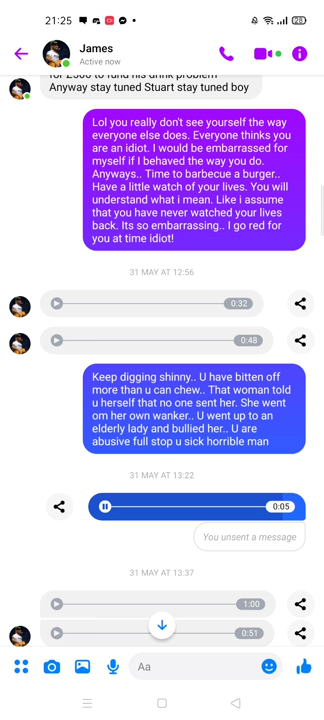 21:25
28
James
Active now
for £500 to fund his drink problem
Anyway stay tuned Stuart stay tuned boy
Lol you really don't see yourself the way
everyone else does. Everyone thinks you
are an idiot. I would be embarrassed for
myself if I behaved the way you do.
Anyways.. Time to barbecue a burger..
Have a little watch of your lives. You will
understand what i mean. Like i assume
that you have never watched your lives
back. Its so embarrassing.. I go red for
you at time idiot!
31 MAY AT 12:56
0:32
0:48
Keep digging shinny.. U have bitten off
more than u can chew.. That woman told
u herself that no one sent her. She went
om her own wanker.. U went up to an
elderly lady and bullied her.. U are
abusive full stop u sick horrible man
31 MAY AT 13:22
0:05
You unsent a message
31 MAY AT 13:37
1:00
0:51
Aa